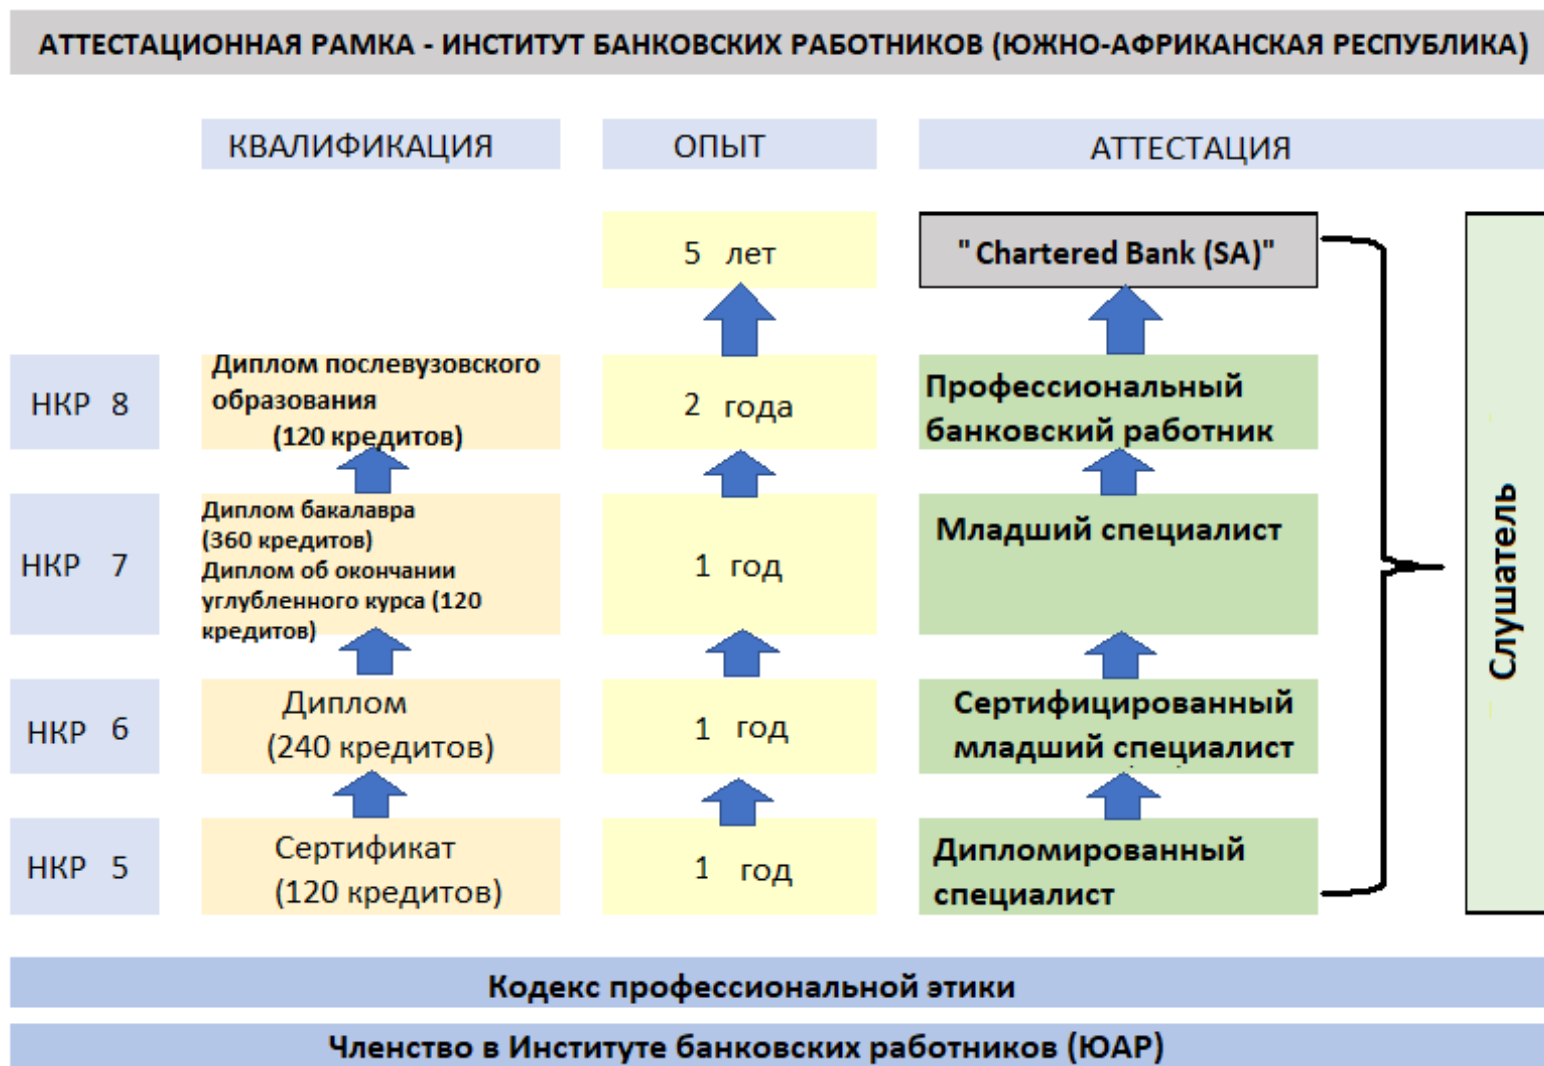 АТТЕСТАЦИОННАЯ РАМКА - ИНСТИТУТ БАНКОВСКИХ РАБОТНИКОВ (ЮЖНО-АФРИКАНСКАЯ РЕСПУБЛИКА)
КВАЛИФИКАЦИЯ
ОПЫТ
АТТЕСТАЦИЯ
5 лет
" Chartered Bank (SA)"
НКР 8
Диплом послевузовского
образования
(120 кредитов)
2 года
Профессиональный
банковский работник
НКР 7
Диплом бакалавра
(360 кредитов)
Диплом об окончании
углубленного курса (120
кредитов)
1 год
Младший специалист
НКР 6
Диплом
(240 кредитов)
1 год
Сертифицированный
младший специалист
НКР 5
Сертификат
(120 кредитов)
1 год
Дипломированный
специалист
Слушатель
Кодекс профессиональной этики
Членство в Институте банковских работников (ЮАР)